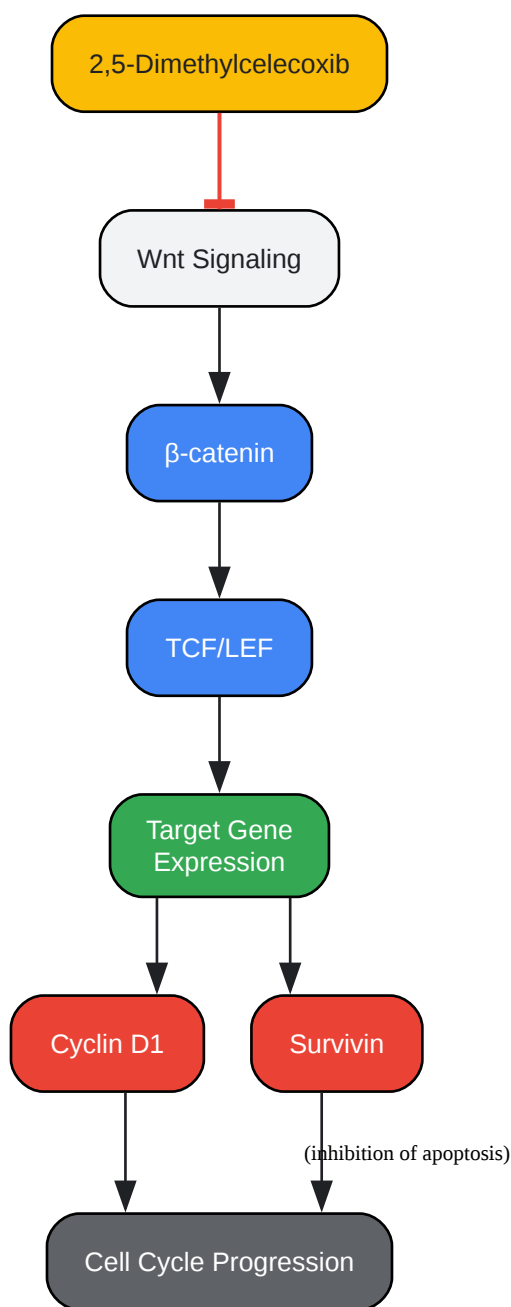 2,5-Dimethylcelecoxib
Wnt Signaling
β-catenin
TCF/LEF
Target Gene
Expression
Cyclin D1
Survivin
(inhibition of apoptosis)
Cell Cycle Progression